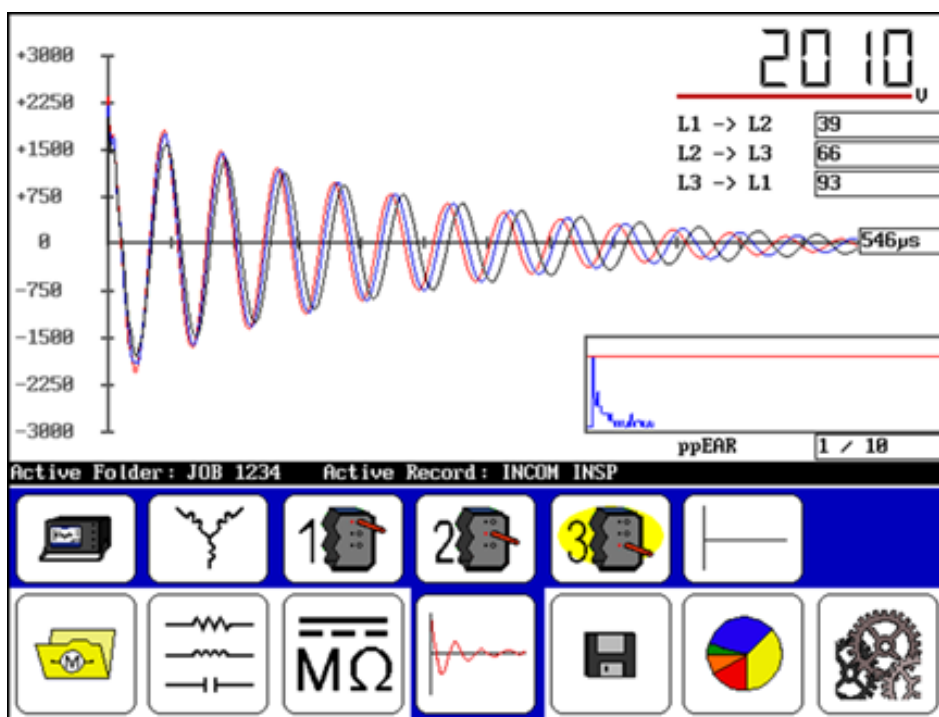 +3000
2010
V
+2250
L1 -> L2 39
+1500
L2 -> L3 66
L3 -> L1 93
+750
0
546µs
-750
-1500
-2250
-3000
ppEAR 1 / 10
Active Folder: JOB 1234 Active Record: INCOM INSP
1
2
3
M
MΩ